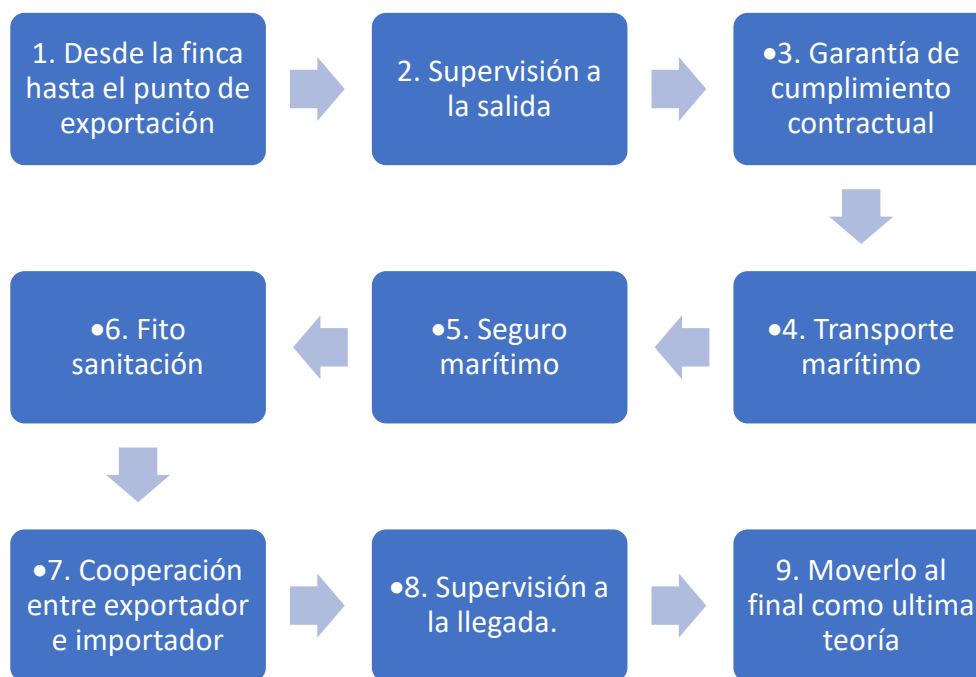 1. Desde la finca
hasta el punto de
exportación
2. Supervisión a
la salida
•3. Garantía de
cumplimiento
contractual
•4. Transporte
marítimo
•5. Seguro
marítimo
•6. Fito
sanitación
•7. Cooperación
entre exportador
e importador
•8. Supervisión a
la llegada.
9. Moverlo al
final como ultima
teoría